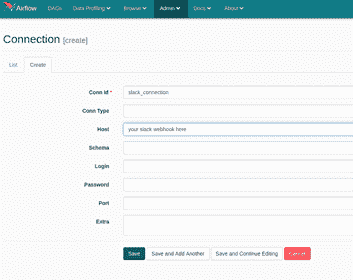 Airflow DAGs Data Profiling Browse Admin Docs About
Connection [create]
List Create
Conn Id * slack_connection
Conn Type
Host your slack webhook here
Schema
Login
Password
Port
Extra
Save Save and Add Another Save and Continue Editing Cancel